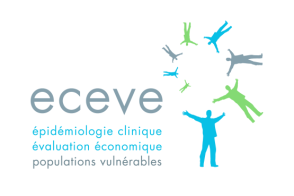 eceve
épidémiologie clinique
évaluation économique
populations vulnérables